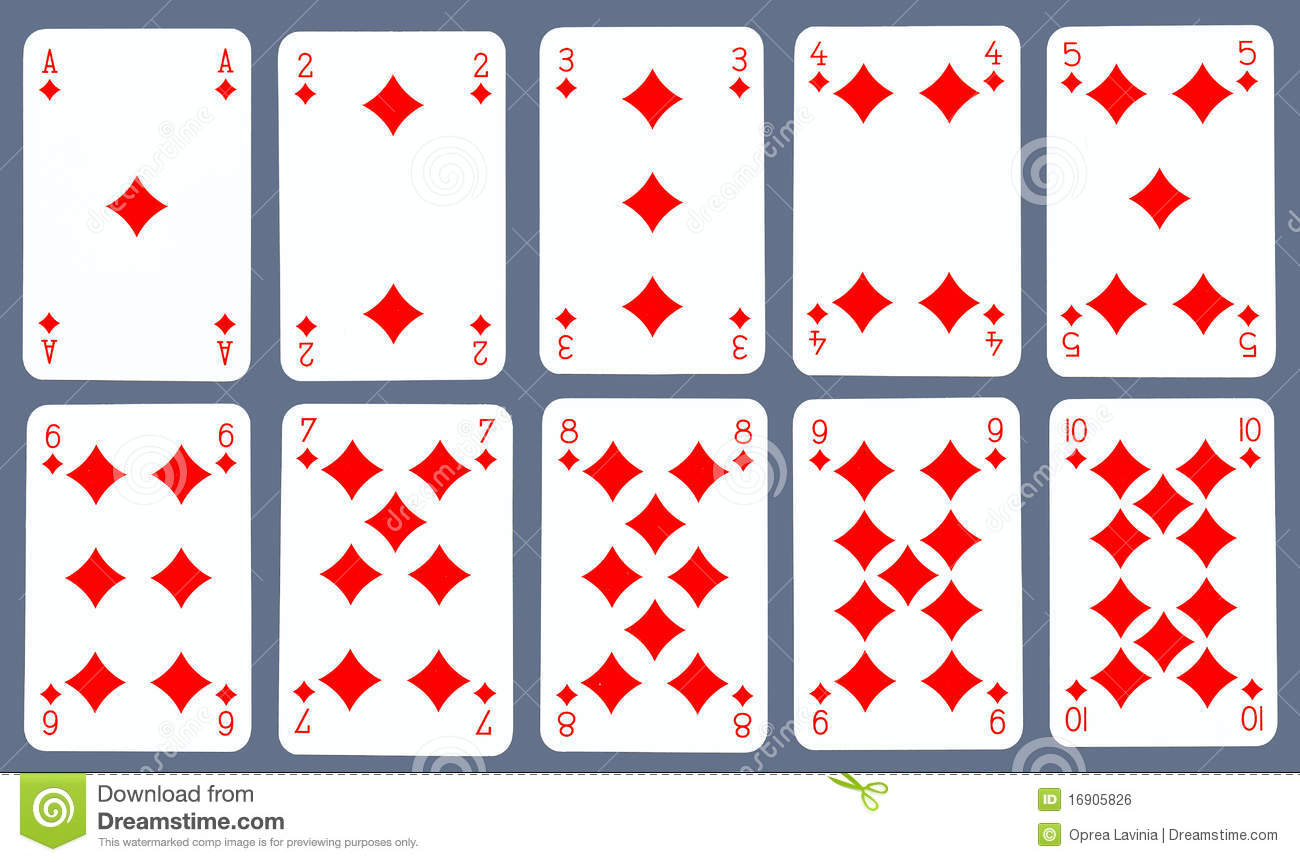 A A 2 2 3 3 4 4 5 5
A A 2 2 3 3 4 4 5 5
6 6 7 7 8 8 9 9 10 10
6 6 7 7 8 8 9 9 10 10
Download from
Dreamstime.com
This watermarked comp image is for previewing purposes only.
ID 16905826
© Oprea Lavinia | Dreamstime.com